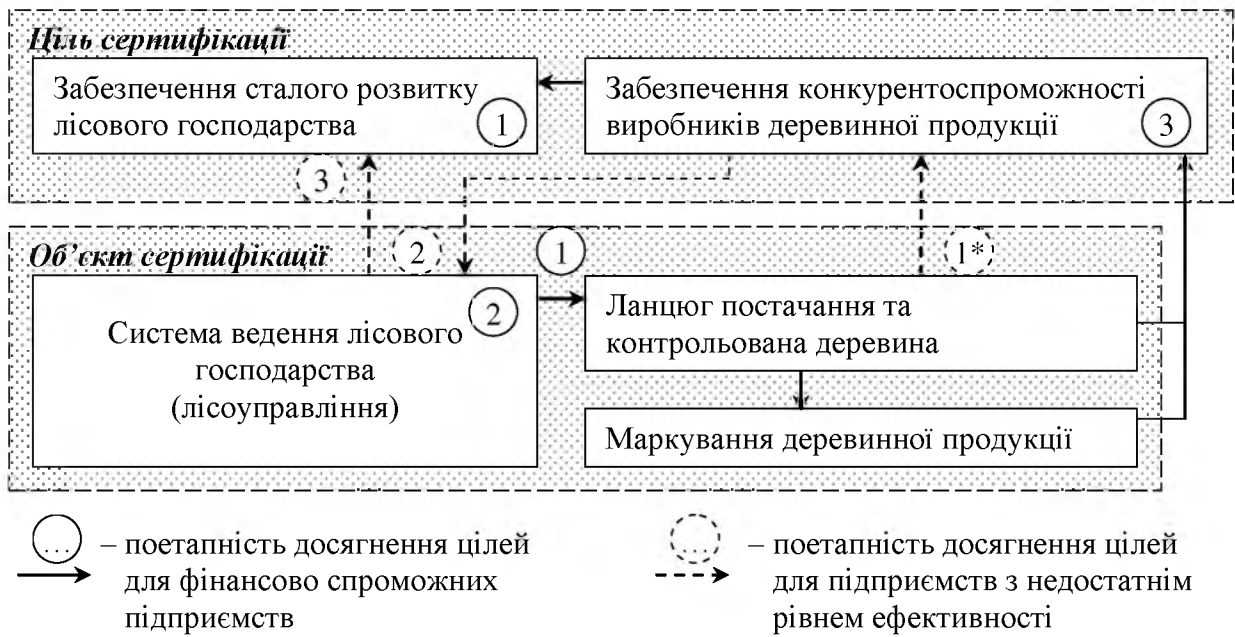 Ціль сертифікації
Забезпечення сталого розвитку
лісового господарства
1
Забезпечення конкурентоспроможності
виробників деревинної продукції
3
3
Об’єкт сертифікації
2
1
1*
Система ведення лісового
господарства
(лісоуправління)
2
Ланцюг постачання та
контрольована деревина
Маркування деревинної продукції
... – поетапність досягнення цілей
для фінансово спроможних
підприємств
... – поетапність досягнення цілей
для підприємств з недостатнім
рівнем ефективності